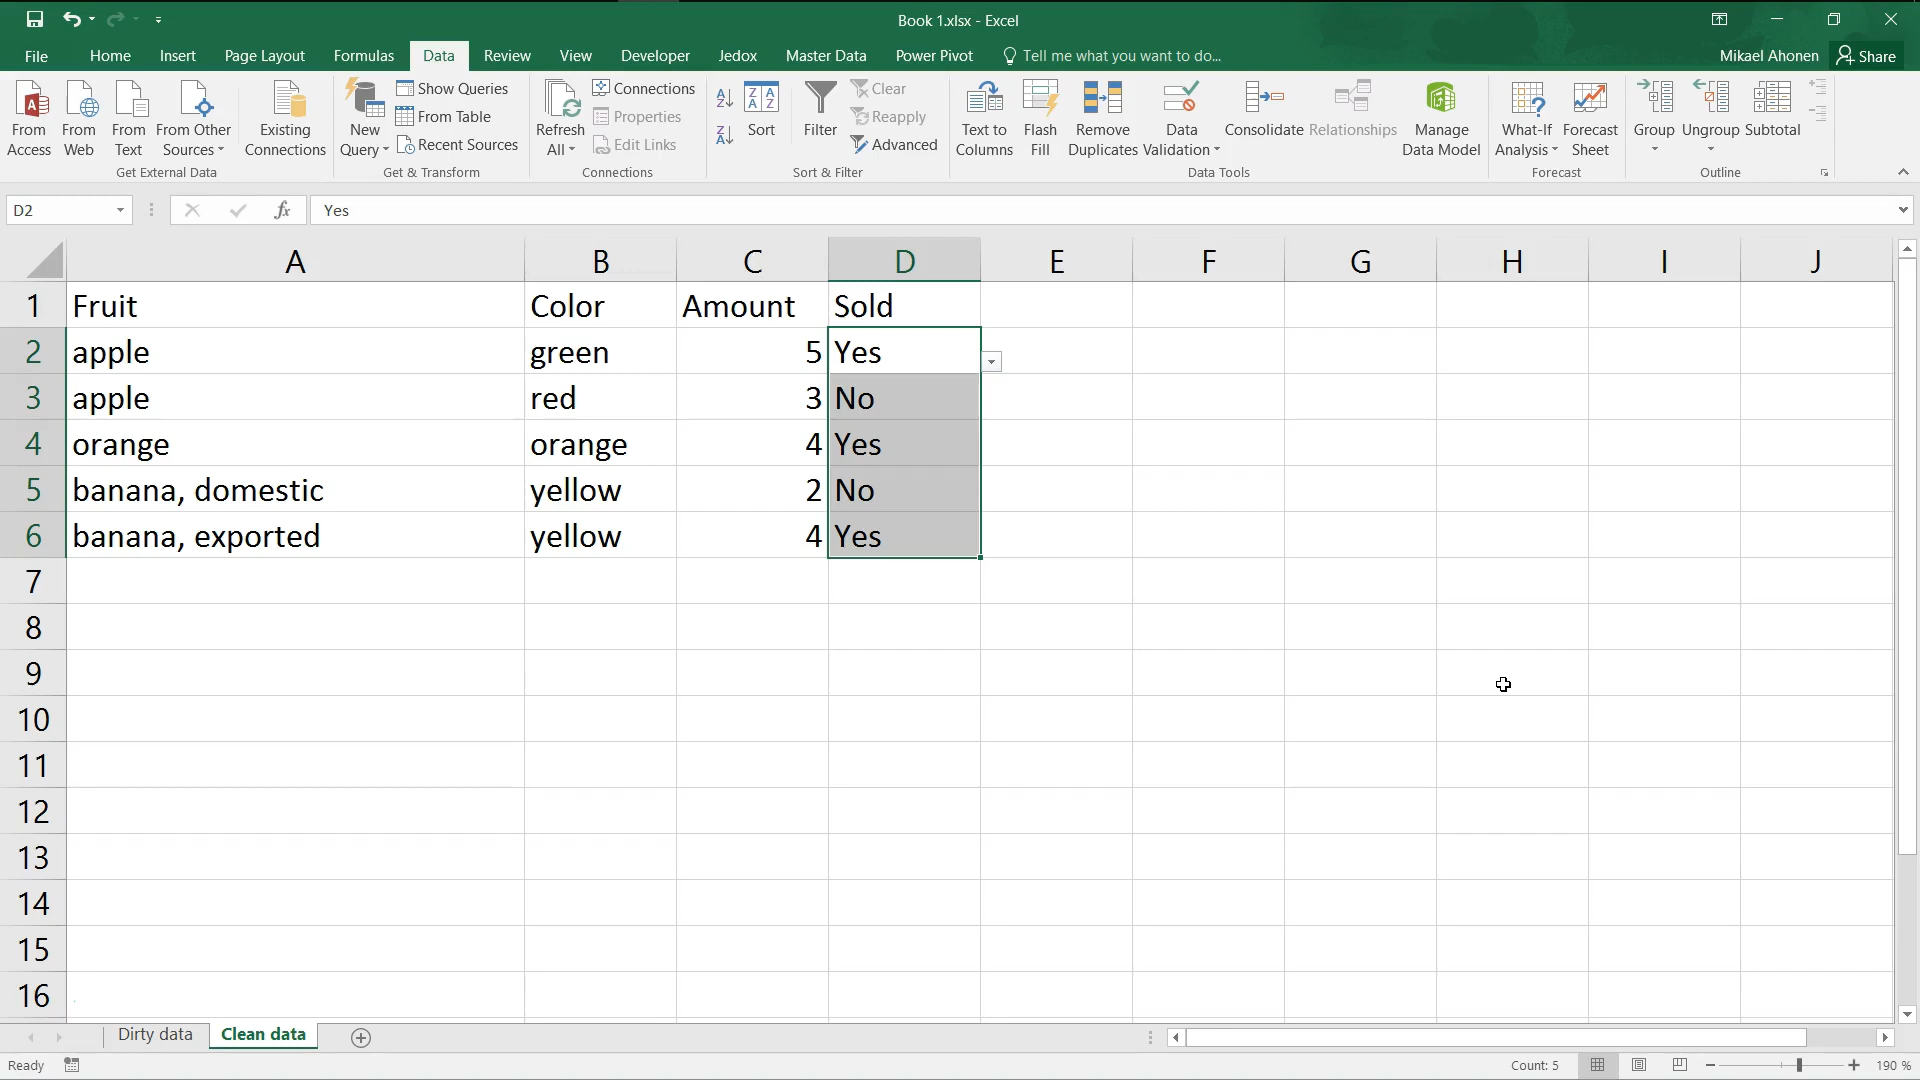 Book 1.xlsx - Excel
File Home Insert Page Layout Formulas Data Review View Developer Jedox Master Data Power Pivot Tell me what you want to do... Mikael Ahonen Share
From Access
From Web
From Text
From Other Sources
Existing Connections
Get External Data
New Query
Show Queries
From Table
Recent Sources
Get & Transform
Refresh All
Connections
Properties
Edit Links
Connections
Sort
Filter
Clear
Reapply
Advanced
Sort & Filter
Text to Columns
Flash Fill
Remove Duplicates
Data Validation
Consolidate
Relationships
Manage Data Model
Data Tools
What-If Analysis
Forecast Sheet
Forecast
Group
Ungroup
Subtotal
Outline
D2 fx Yes
A B C D E F G H I J
1 Fruit Color Amount Sold
2 apple green 5 Yes
3 apple red 3 No
4 orange orange 4 Yes
5 banana, domestic yellow 2 No
6 banana, exported yellow 4 Yes
7
8
9
10
11
12
13
14
15
16
Dirty data Clean data
Ready Count: 5 190 %